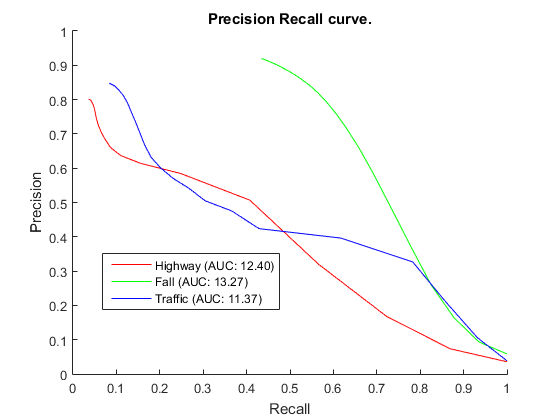 Precision Recall curve.
1
0.9
0.8
0.7
0.6
0.5
0.4
0.3
0.2
0.1
0
Precision
Highway (AUC: 12.40)
Fall (AUC: 13.27)
Traffic (AUC: 11.37)
0 0.1 0.2 0.3 0.4 0.5 0.6 0.7 0.8 0.9 1
Recall